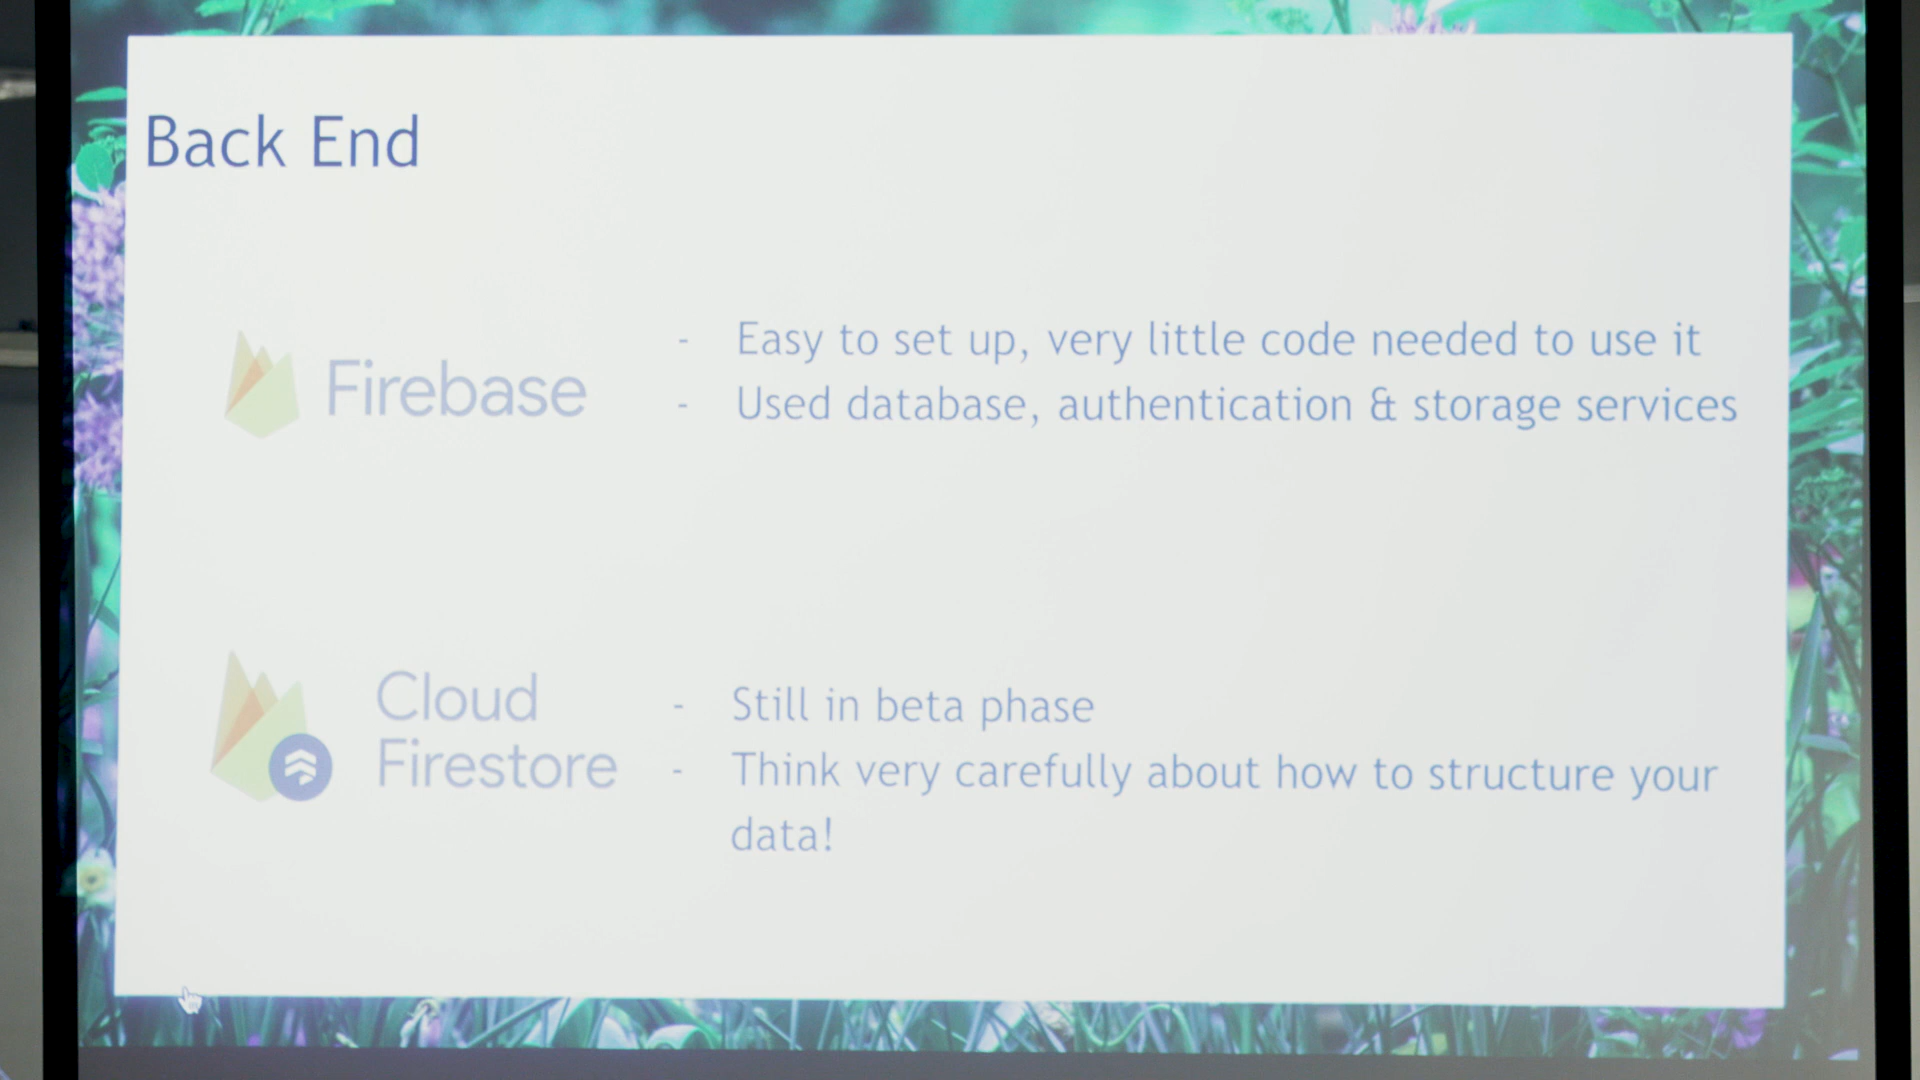 Back End
Firebase
- Easy to set up, very little code needed to use it
- Used database, authentication & storage services
Cloud
Firestore
- Still in beta phase
- Think very carefully about how to structure your
data!